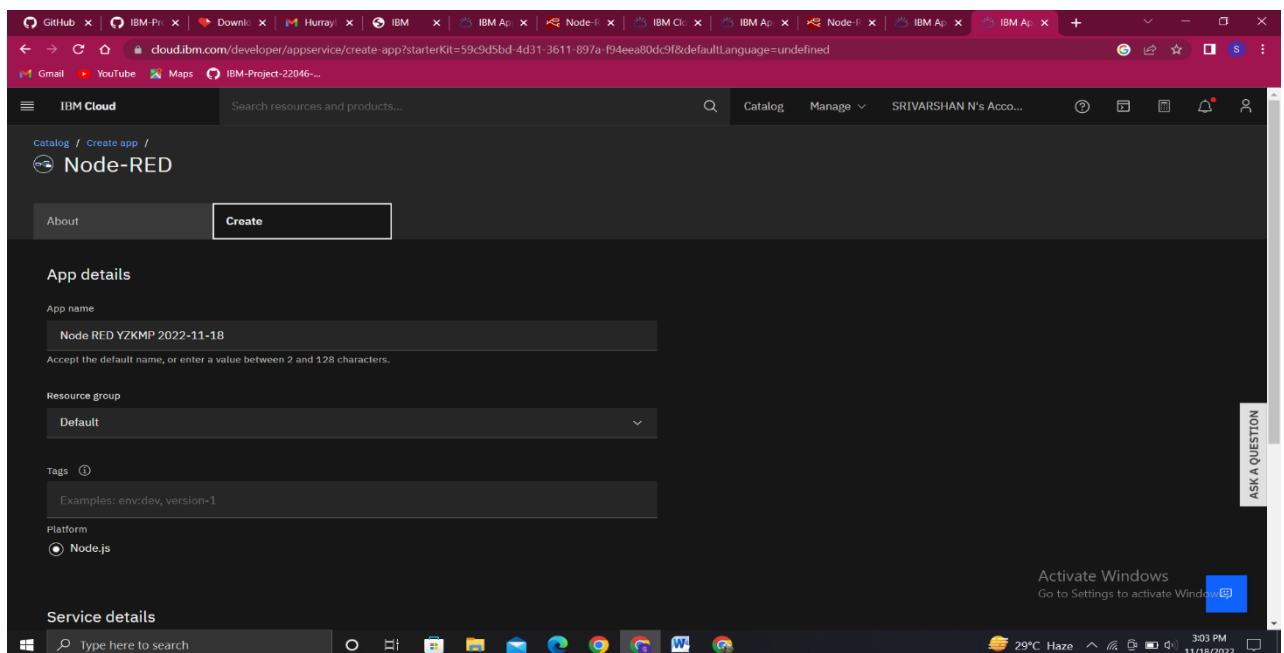 GitHub
IBM-Pro
Downlo
Hurray!
IBM
IBM Ap
Node-R
IBM Clo
IBM Ap
Node-R
IBM Ap
IBM Ap
cloud.ibm.com/developer/appservice/create-app?starterKit=59c9d5bd-4d31-3611-897a-f94eea80dc9f&defaultLanguage=undefined
Gmail YouTube Maps IBM-Project-22046-...
IBM Cloud Search resources and products... Catalog Manage SRIVARSHAN N's Acco...
Catalog / Create app /
Node-RED
About Create
App details
App name
Node RED YZKMP 2022-11-18
Accept the default name, or enter a value between 2 and 128 characters.
Resource group
Default
Tags
Examples: env:dev, version-1
Platform
Node.js
ASK A QUESTION
Activate Windows
Go to Settings to activate Window
Service details
Type here to search
29°C Haze
3:03 PM
11/18/2022